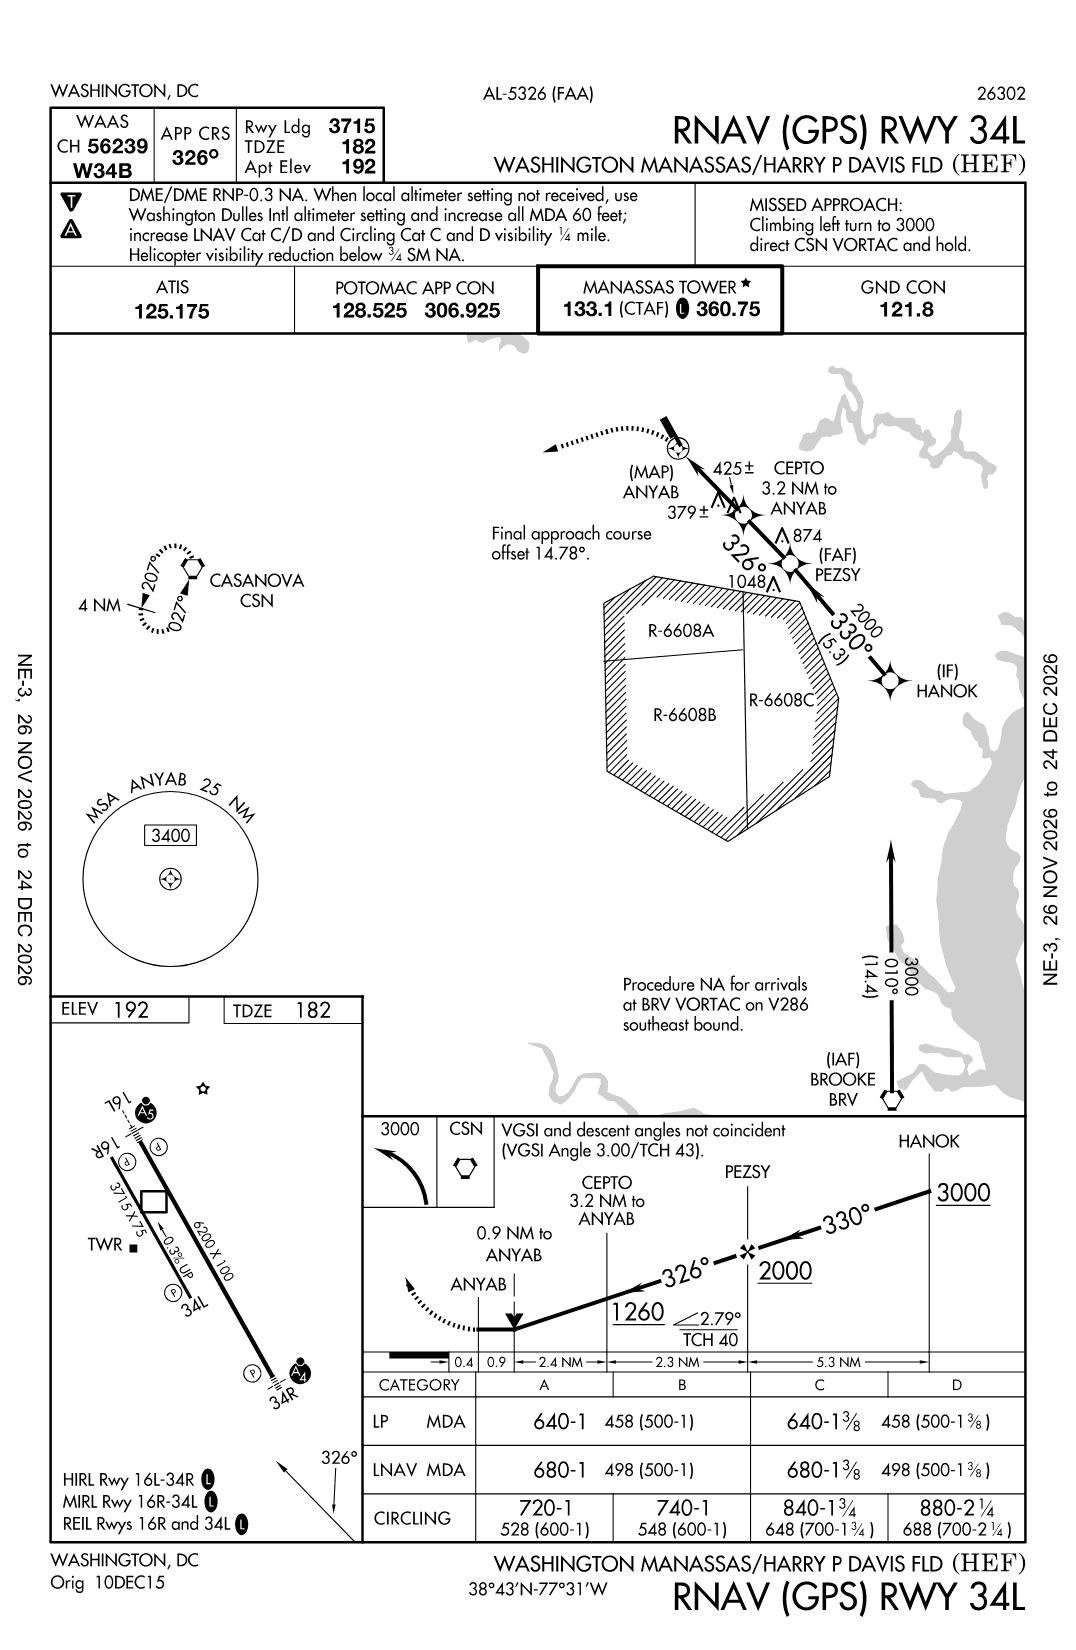 WASHINGTON, DC
AL-5326 (FAA)
26302
WAAS
CH 56239
W34B
APP CRS
326°
Rwy Ldg 3715
TDZE 182
Apt Elev 192
RNAV (GPS) RWY 34L
WASHINGTON MANASSAS/HARRY P DAVIS FLD (HEF)
T
A
DME/DME RNP-0.3 NA. When local altimeter setting not received, use
Washington Dulles Intl altimeter setting and increase all MDA 60 feet;
increase LNAV Cat C/D and Circling Cat C and D visibility ¼ mile.
Helicopter visibility reduction below ¾ SM NA.
MISSED APPROACH:
Climbing left turn to 3000
direct CSN VORTAC and hold.
ATIS
125.175
POTOMAC APP CON
128.525 306.925
MANASSAS TOWER ★
133.1 (CTAF) L 360.75
GND CON
121.8
(MAP)
ANYAB
425±
379±
CEPTO
3.2 NM to
ANYAB
Final approach course
offset 14.78°.
326°
874
(FAF)
PEZSY
1048
2000
330°
(5.3)
(IF)
HANOK
207°
027°
4 NM
CASANOVA
CSN
R-6608A
R-6608B
R-6608C
MSA ANYAB 25 NM
3400
3000
010°
(14.4)
Procedure NA for arrivals
at BRV VORTAC on V286
southeast bound.
(IAF)
BROOKE
BRV
NE-3, 26 NOV 2026 to 24 DEC 2026
NE-3, 26 NOV 2026 to 24 DEC 2026
ELEV 192
TDZE 182
16L
A5
16R
P
P
3715 X 75
6200 X 100
0.3% UP
TWR
P
34L
P
A4
34R
326°
HIRL Rwy 16L-34R L
MIRL Rwy 16R-34L L
REIL Rwys 16R and 34L L
3000
CSN
VGSI and descent angles not coincident
(VGSI Angle 3.00/TCH 43).
HANOK
PEZSY
CEPTO
3.2 NM to
ANYAB
0.9 NM to
ANYAB
ANYAB
3000
330°
2000
326°
1260
2.79°
TCH 40
0.4 0.9 2.4 NM 2.3 NM 5.3 NM
CATEGORY A B C D
LP MDA 640-1 458 (500-1) 640-1⅜ 458 (500-1⅜)
LNAV MDA 680-1 498 (500-1) 680-1⅜ 498 (500-1⅜)
CIRCLING
720-1
528 (600-1)
740-1
548 (600-1)
840-1¾
648 (700-1¾)
880-2¼
688 (700-2¼)
WASHINGTON, DC
Orig 10DEC15
38°43'N-77°31'W
WASHINGTON MANASSAS/HARRY P DAVIS FLD (HEF)
RNAV (GPS) RWY 34L